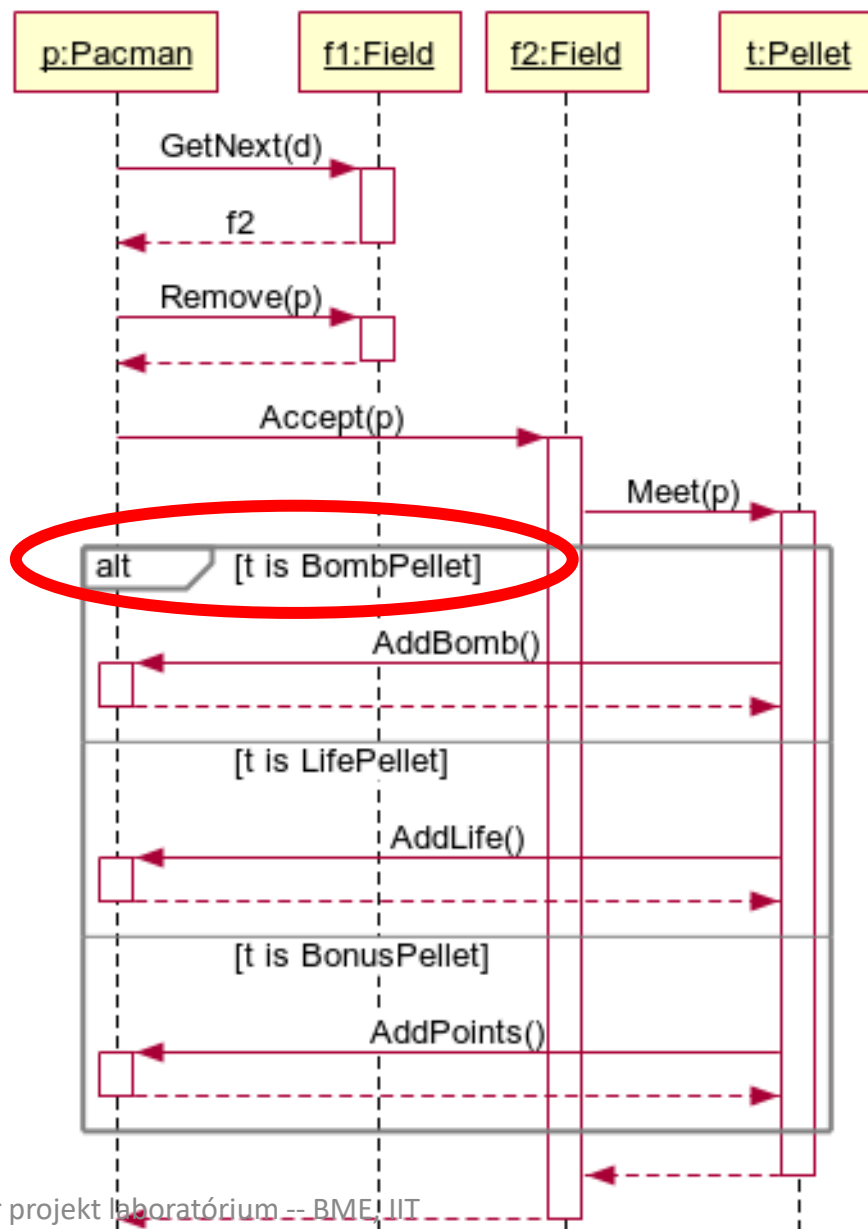 p:Pacman f1:Field f2:Field t:Pellet
GetNext(d)
f2
Remove(p)
Accept(p)
Meet(p)
alt [t is BombPellet]
AddBomb()
[t is LifePellet]
AddLife()
[t is BonusPellet]
AddPoints()
projekt laboratórium -- BME, IIT